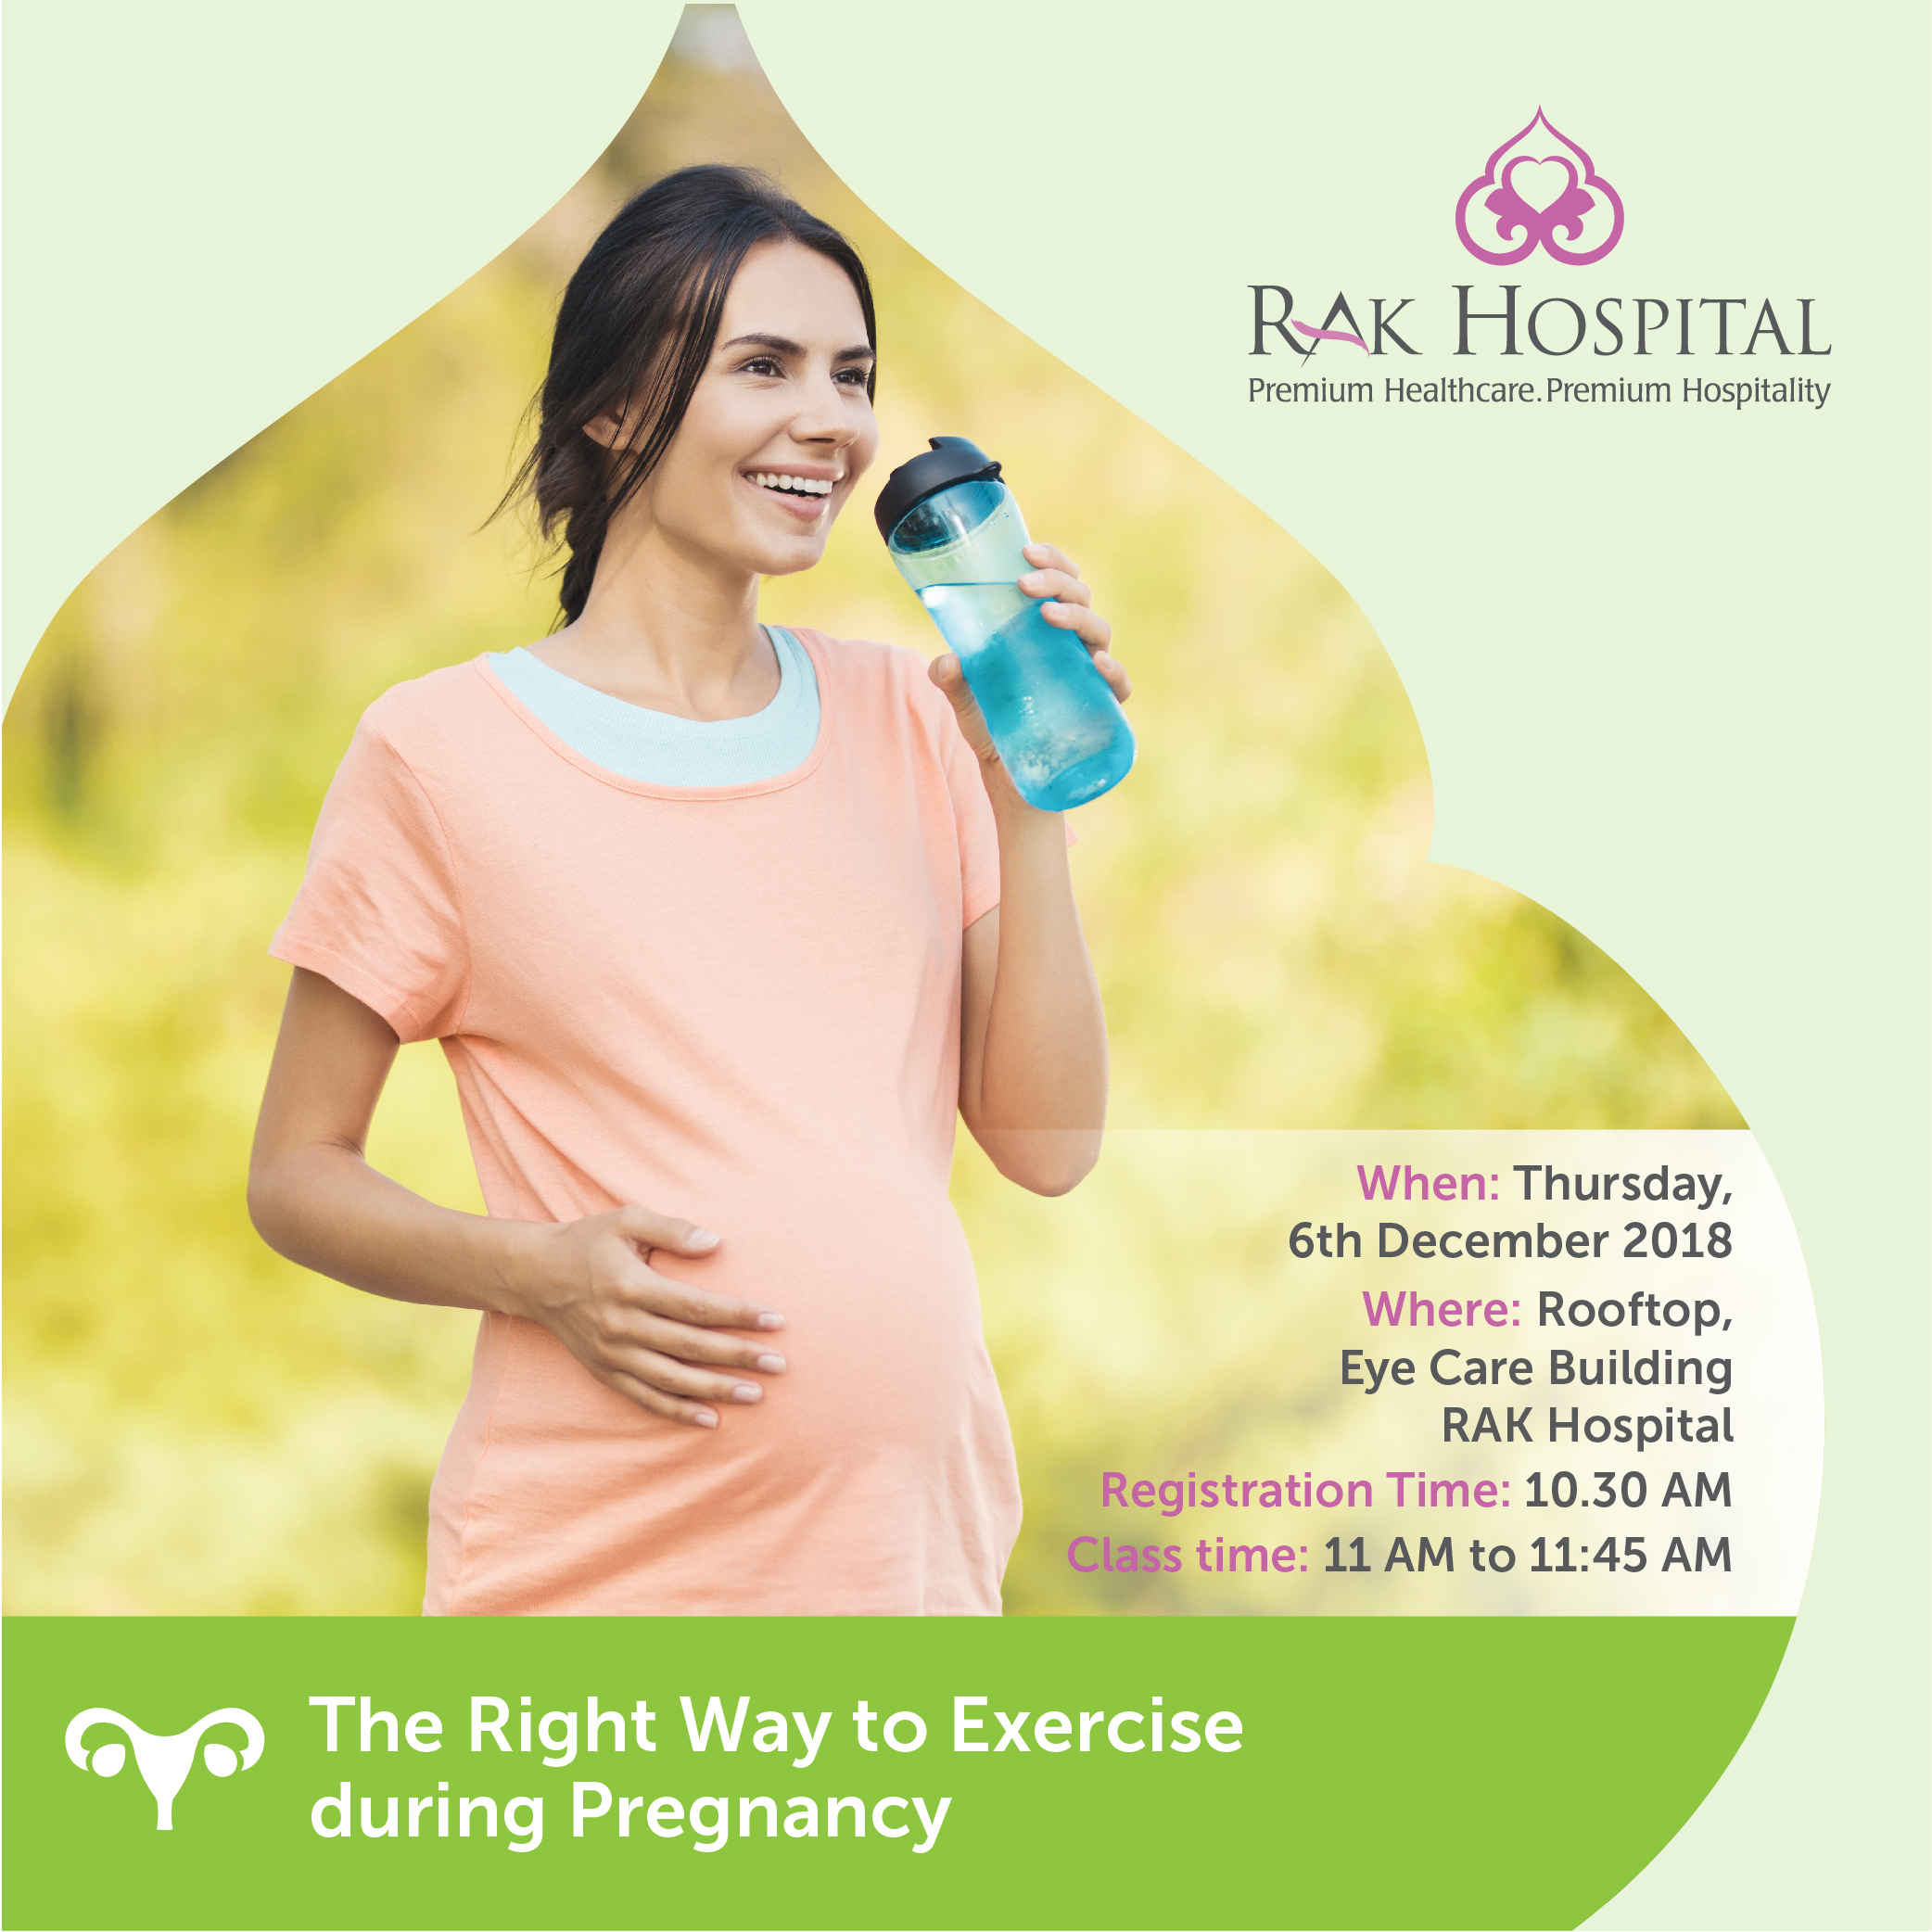 RAK HOSPITAL
Premium Healthcare. Premium Hospitality
When: Thursday,
6th December 2018
Where: Rooftop,
Eye Care Building
RAK Hospital
Registration Time: 10.30 AM
Class time: 11 AM to 11:45 AM
The Right Way to Exercise
during Pregnancy